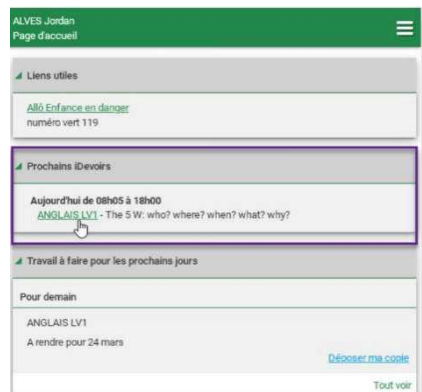 ALVES Jordan
Page d'accueil
Liens utiles
Allô Enfance en danger
numéro vert 119
Prochains iDevoirs
Aujourd'hui de 08h05 à 18h00
ANGLAIS LV1 - The 5 W: who? where? when? what? why?
Travail à faire pour les prochains jours
Pour demain
ANGLAIS LV1
A rendre pour 24 mars
Déposer ma copie
Tout voir